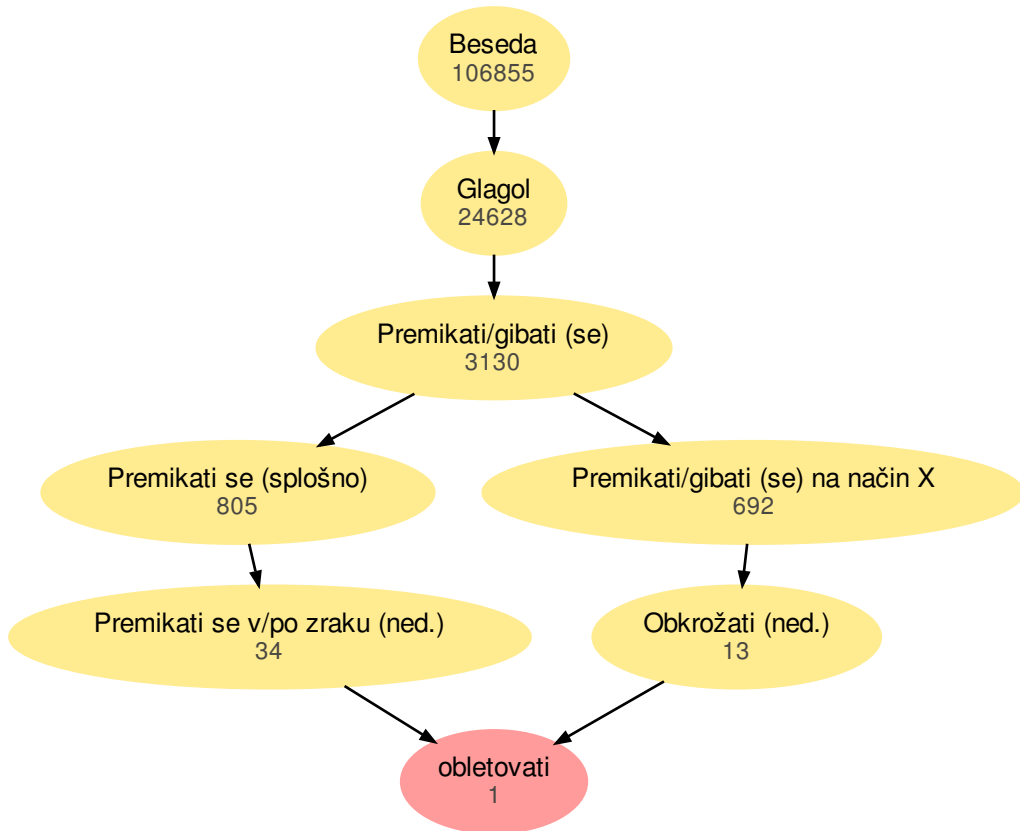 Beseda
106855
Glagol
24628
Premikati/gibati (se)
3130
Premikati se (splošno)
805
Premikati/gibati (se) na način X
692
Premikati se v/po zraku (ned.)
34
Obkrožati (ned.)
13
obletovati
1